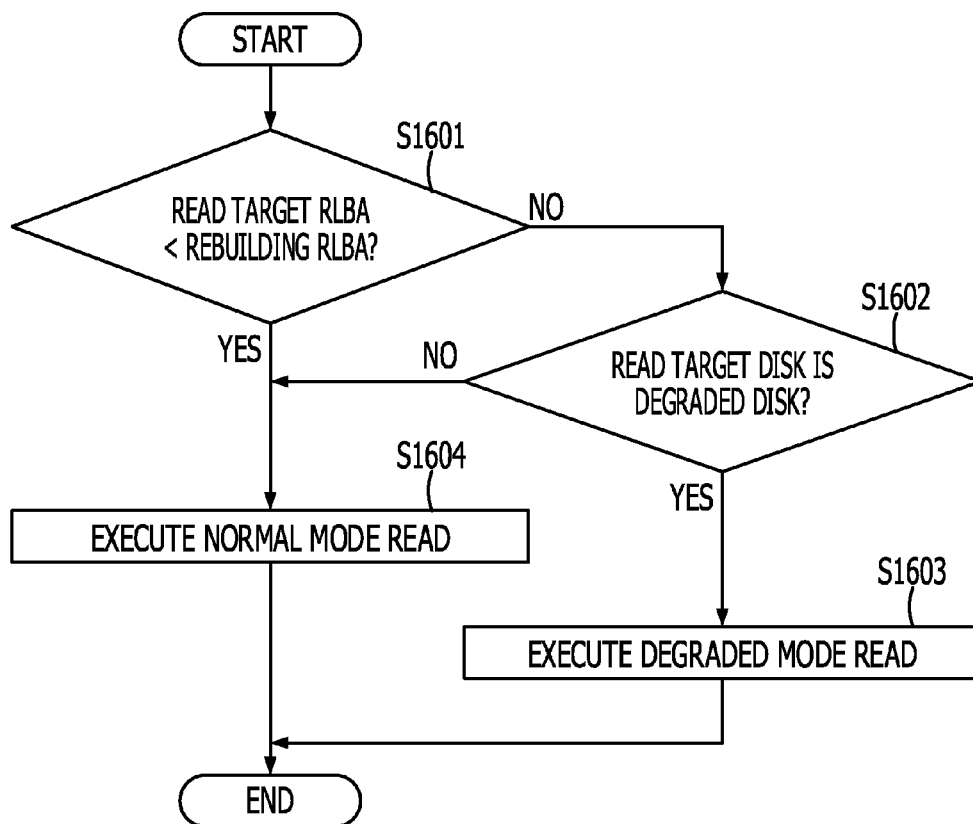 START
S1601
READ TARGET RLBA
< REBUILDING RLBA?
NO
YES
S1602
READ TARGET DISK IS
DEGRADED DISK?
NO
YES
S1604
EXECUTE NORMAL MODE READ
S1603
EXECUTE DEGRADED MODE READ
END